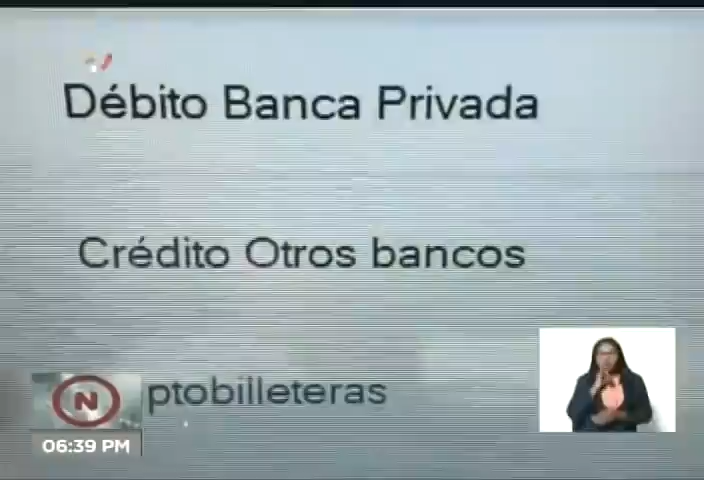 Débito Banca Privada
Crédito Otros bancos
ptobilleteras
N
06:39 PM